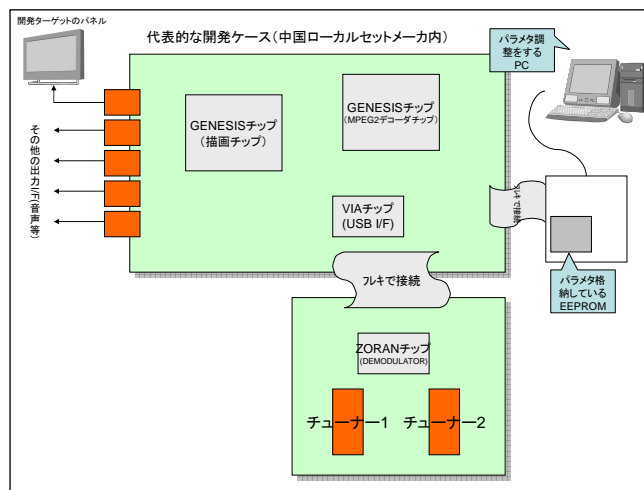 開発ターゲットのパネル
代表的な開発ケース(中国ローカルセットメーカ内)
パラメタ調
整をする
PC
GENESISチップ
(描画チップ)
GENESISチップ
(MPEG2デコーダチップ)
その他の出力I/F(音声等)
VIAチップ
(USB I/F)
フレキで接続
フレキで接続
パラメタ格
納している
EEPROM
ZORANチップ
(DEMODULATOR)
チューナー1
チューナー2